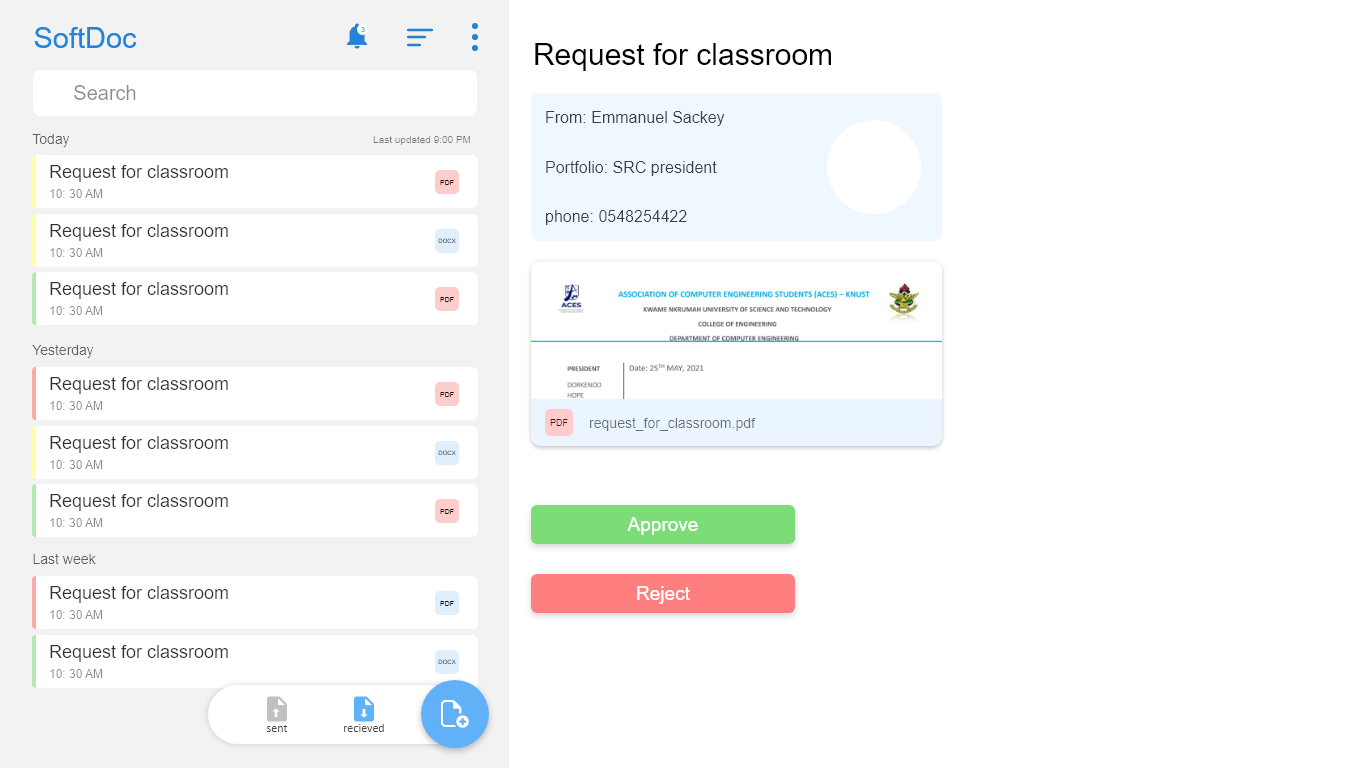 SoftDoc
3
Search
Today
Last updated 9:00 PM
Request for classroom
10: 30 AM
PDF
Request for classroom
10: 30 AM
DOCX
Request for classroom
10: 30 AM
PDF
Yesterday
Request for classroom
10: 30 AM
PDF
Request for classroom
10: 30 AM
DOCX
Request for classroom
10: 30 AM
PDF
Last week
Request for classroom
10: 30 AM
PDF
Request for classroom
10: 30 AM
DOCX
sent
recieved
Request for classroom
From: Emmanuel Sackey
Portfolio: SRC president
phone: 0548254422
ACES
ASSOCIATION OF COMPUTER ENGINEERING STUDENTS (ACES) – KNUST
KWAME NKRUMAH UNIVERSITY OF SCIENCE AND TECHNOLOGY
COLLEGE OF ENGINEERING
DEPARTMENT OF COMPUTER ENGINEERING
PRESIDENT
Date: 25TH MAY, 2021
DORKENOO
HOPE
PDF
request_for_classroom.pdf
Approve
Reject